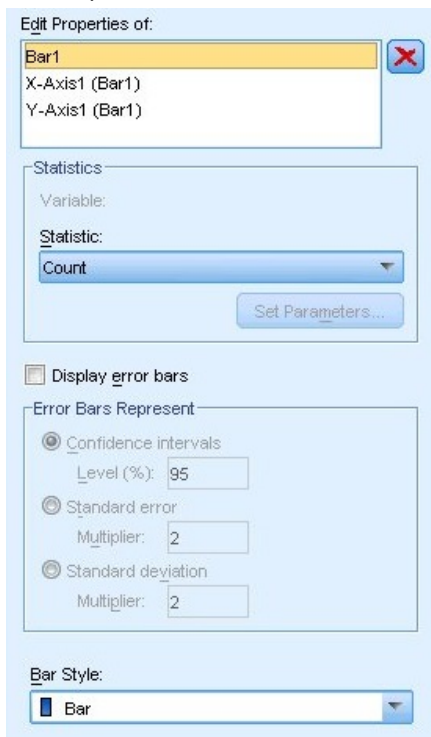 Edit Properties of:
Bar1
X-Axis1 (Bar1)
Y-Axis1 (Bar1)
Statistics
Variable:
Statistic:
Count
Set Parameters...
Display error bars
Error Bars Represent
Confidence intervals
Level (%): 95
Standard error
Multiplier: 2
Standard deviation
Multiplier: 2
Bar Style:
Bar